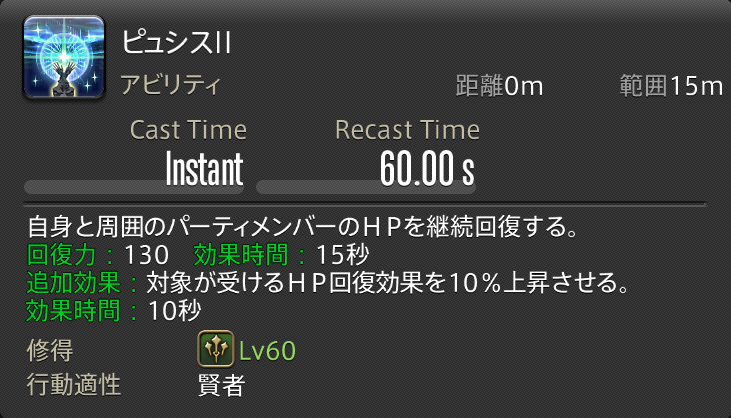 ピュシスII
アビリティ 距離0m 範囲15m
Cast Time Recast Time
Instant 60.00 s
自身と周囲のパーティメンバーのＨＰを継続回復する。
回復力：130 効果時間：15秒
追加効果：対象が受けるＨＰ回復効果を10％上昇させる。
効果時間：10秒
修得 Lv60
行動適性 賢者